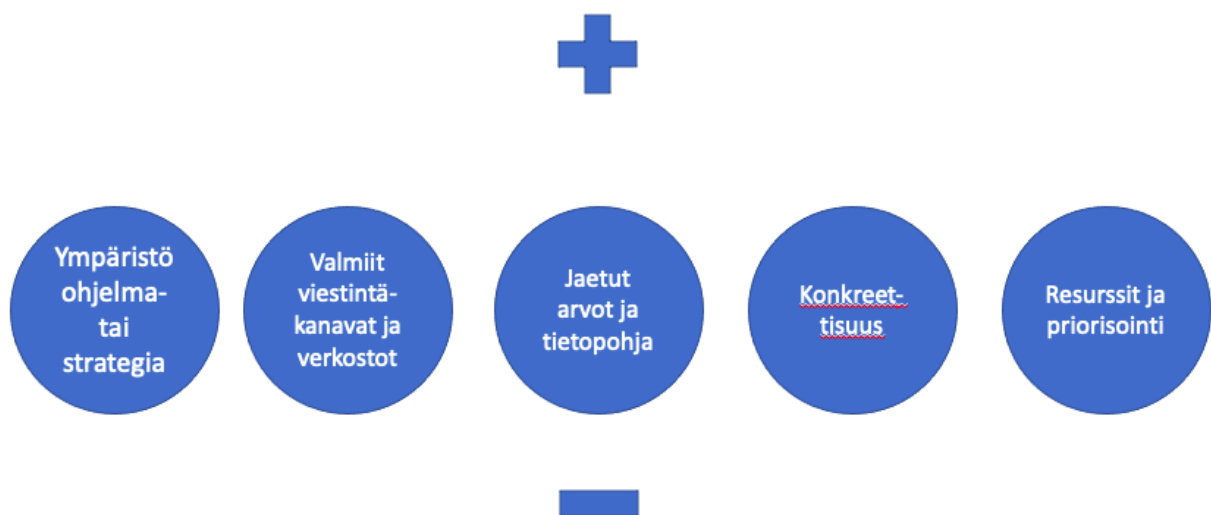 Ympäristö
ohjelma-
tai
strategia
Valmiit
viestintä-
kanavat ja
verkostot
Jaetut
arvot ja
tietopohja
Konkreet-
tisuus
Resurssit ja
priorisointi